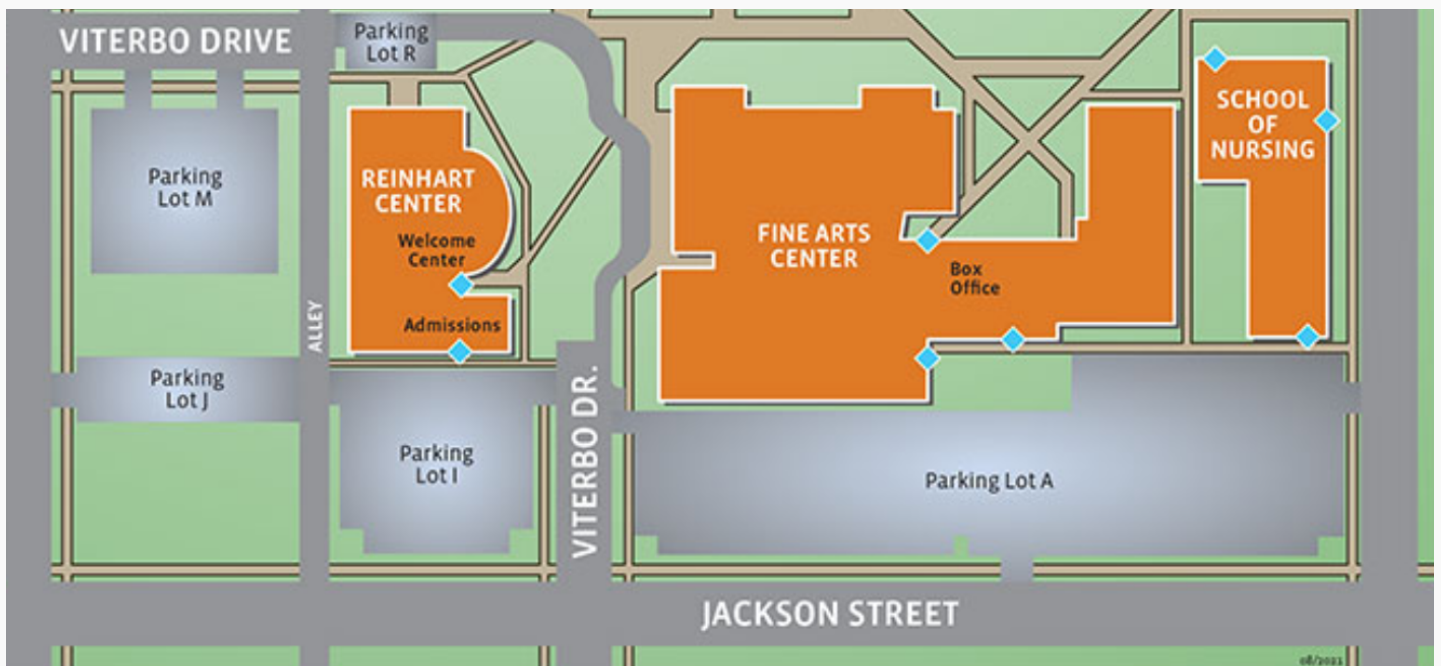 VITERBO DRIVE
Parking
Lot R
SCHOOL
OF
NURSING
Parking
Lot M
REINHART
CENTER
Welcome
Center
Admissions
FINE ARTS
CENTER
Box
Office
ALLEY
Parking
Lot J
Parking
Lot I
VITERBO DR.
Parking Lot A
JACKSON STREET